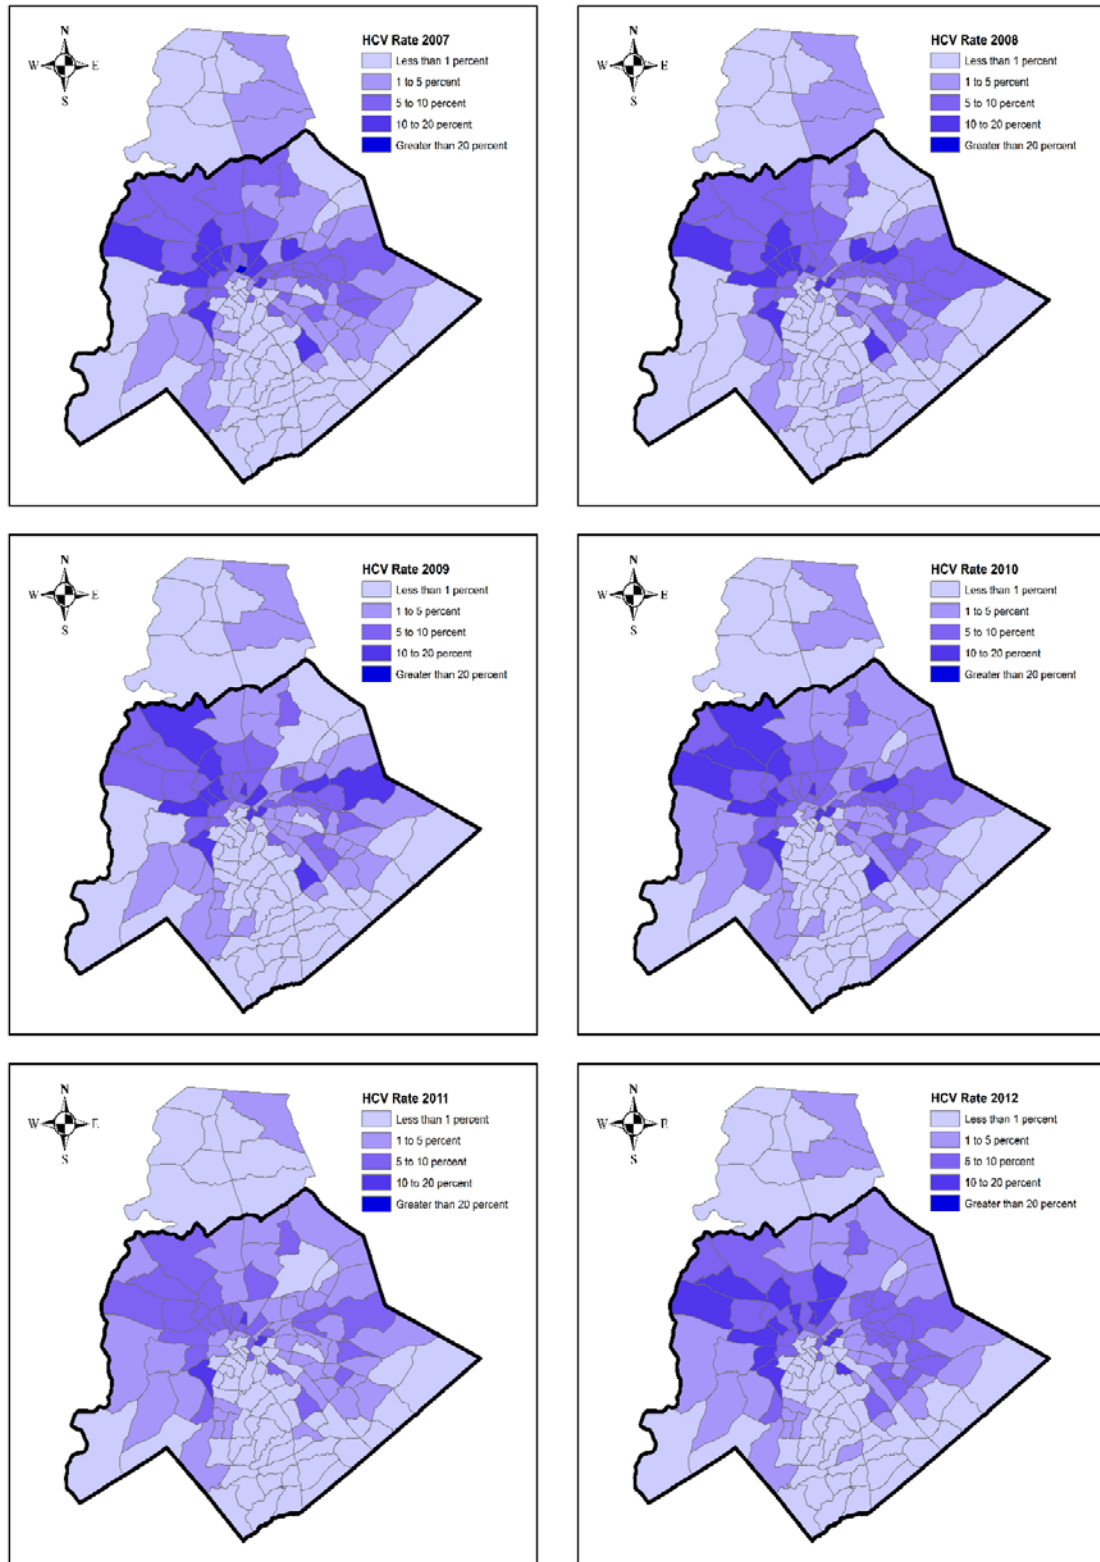 N
W E
S
HCV Rate 2007
Less than 1 percent
1 to 5 percent
5 to 10 percent
10 to 20 percent
Greater than 20 percent
N
W E
S
HCV Rate 2008
Less than 1 percent
1 to 5 percent
5 to 10 percent
10 to 20 percent
Greater than 20 percent
N
W E
S
HCV Rate 2009
Less than 1 percent
1 to 5 percent
5 to 10 percent
10 to 20 percent
Greater than 20 percent
N
W E
S
HCV Rate 2010
Less than 1 percent
1 to 5 percent
5 to 10 percent
10 to 20 percent
Greater than 20 percent
N
W E
S
HCV Rate 2011
Less than 1 percent
1 to 5 percent
5 to 10 percent
10 to 20 percent
Greater than 20 percent
N
W E
S
HCV Rate 2012
Less than 1 percent
1 to 5 percent
5 to 10 percent
10 to 20 percent
Greater than 20 percent